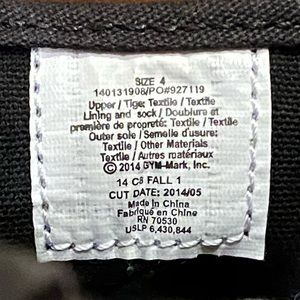 SIZE 4
140131908/PO#927119
Upper / Tige: Textile / Textile
Lining and sock / Doublure et
première de propreté: Textile / Textile
Outer sole / Semelle d'usure:
Textile / Other Materials
Textile / Autres matériaux
© 2014 GYM-Mark, Inc.
14 C³ FALL 1
CUT DATE: 2014/05
Made in China
Fabriqué en Chine
RN 70530
USLP 6,430,844